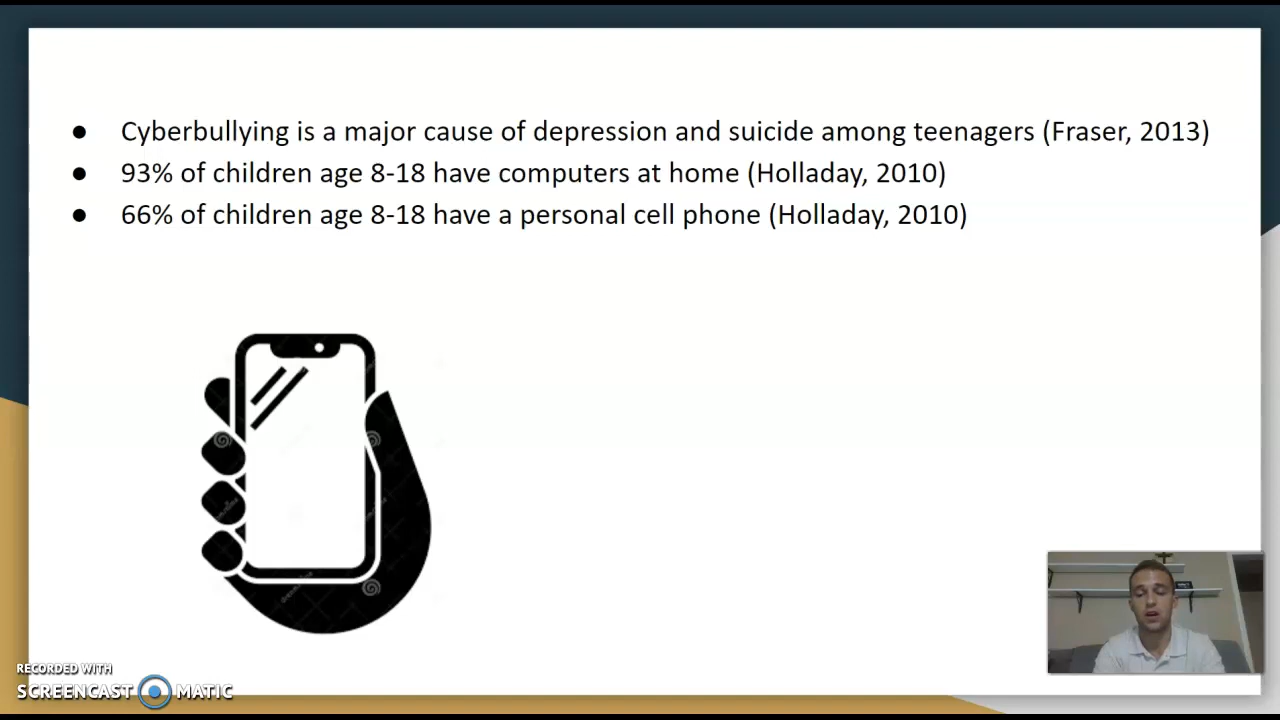 ● Cyberbullying is a major cause of depression and suicide among teenagers (Fraser, 2013)
● 93% of children age 8-18 have computers at home (Holladay, 2010)
● 66% of children age 8-18 have a personal cell phone (Holladay, 2010)
RECORDED WITH
SCREENCAST MATIC